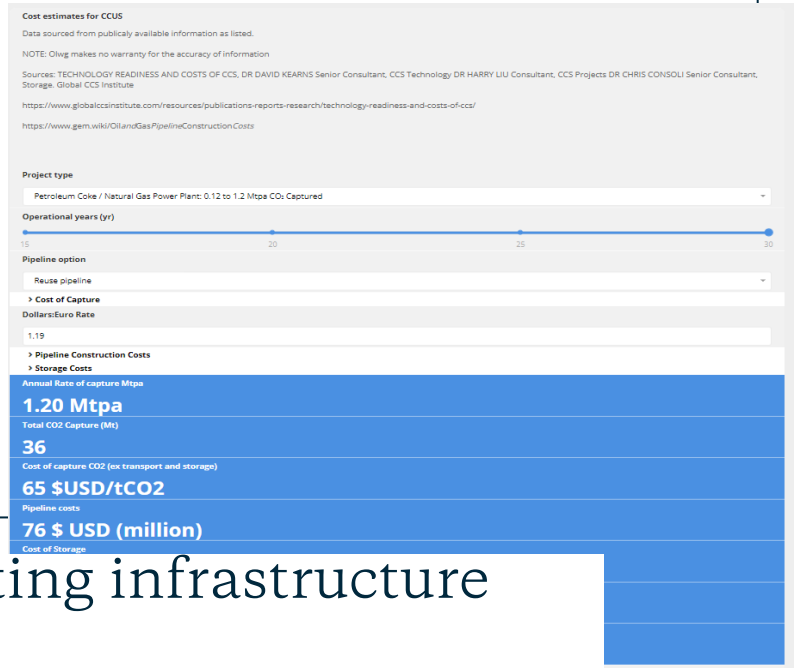 Cost estimates for CCUS
Data sourced from publicaly available information as listed.
NOTE: Olwg makes no warranty for the accuracy of information
Sources: TECHNOLOGY READINESS AND COSTS OF CCS, DR DAVID KEARNS Senior Consultant, CCS Technology DR HARRY LIU Consultant, CCS Projects DR CHRIS CONSOLI Senior Consultant,
Storage. Global CCS Institute
https://www.globalccsinstitute.com/resources/publications-reports-research/technology-readiness-and-costs-of-ccs/
https://www.gem.wiki/OilandGasPipelineConstructionCosts
Project type
Petroleum Coke / Natural Gas Power Plant: 0.12 to 1.2 Mtpa CO₂ Captured
Operational years (yr)
15 20 25 30
Pipeline option
Reuse pipeline
> Cost of Capture
Dollars:Euro Rate
1.19
> Pipeline Construction Costs
> Storage Costs
Annual Rate of capture Mtpa
1.20 Mtpa
Total CO2 Capture (Mt)
36
Cost of capture CO2 (ex transport and storage)
65 $USD/tCO2
Pipeline costs
76 $ USD (million)
Cost of Storage
ting infrastructure